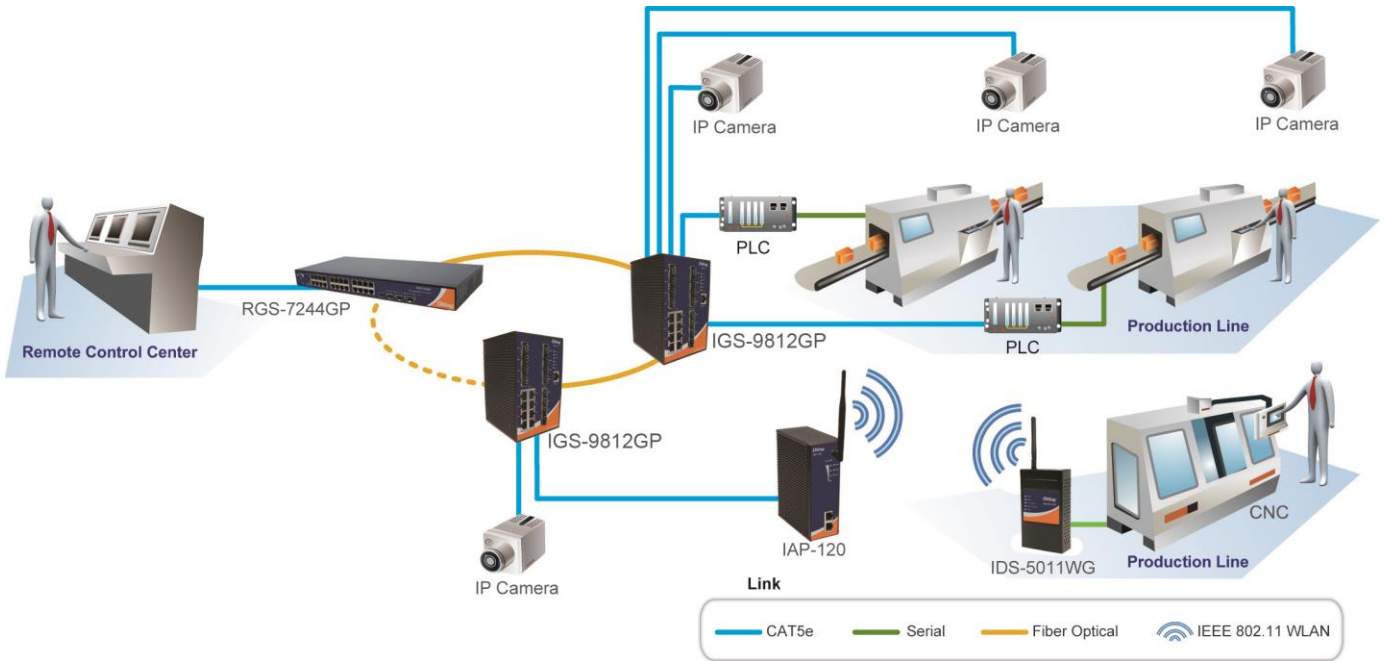 IP Camera
IP Camera
IP Camera
PLC
RGS-7244GP
Remote Control Center
IGS-9812GP
PLC
Production Line
IGS-9812GP
IAP-120
IP Camera
CNC
IDS-5011WG
Production Line
Link
CAT5e
Serial
Fiber Optical
IEEE 802.11 WLAN